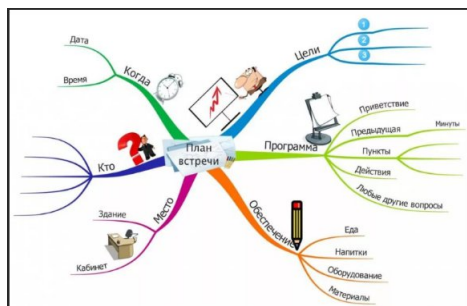 Дата
Время
Когда
Цели
1
2
3
План
встречи
Кто
Место
Здание
Кабинет
Программа
Приветствие
Предыдущая
Минуты
Пункты
Действия
Любые другие вопросы
Обеспечение
Еда
Напитки
Оборудование
Материалы